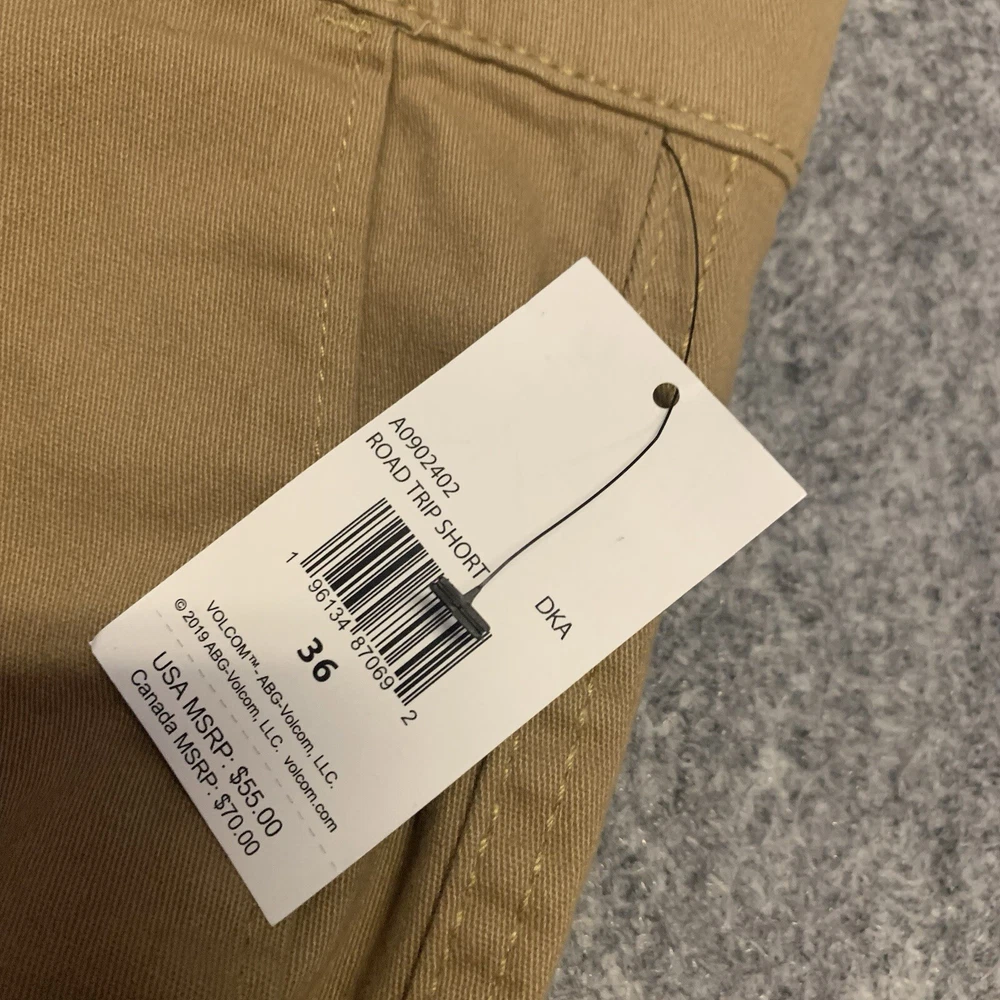 A0902402
ROAD TRIP SHORT
DKA
1 96134 87069 2
36
VOLCOM™- ABG-Volcom, LLC.
© 2019 ABG-Volcom, LLC. volcom.com
USA MSRP: $55.00
Canada MSRP: $70.00